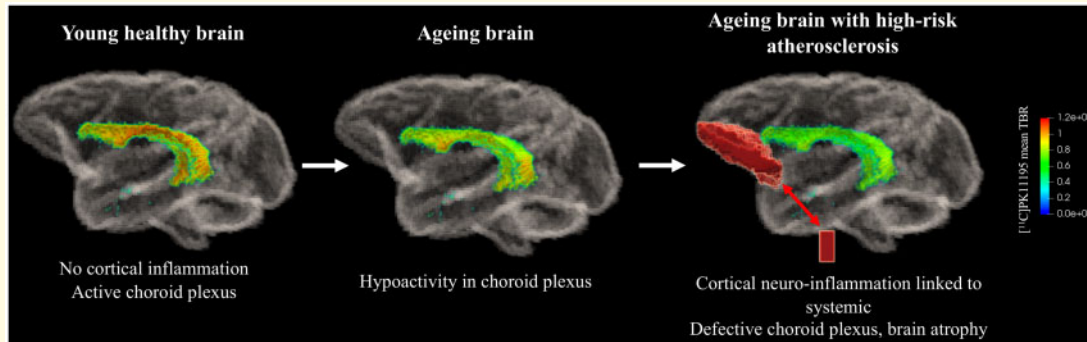 Young healthy brain
Ageing brain
Ageing brain with high-risk
atherosclerosis
No cortical inflammation
Active choroid plexus
Hypoactivity in choroid plexus
Cortical neuro-inflammation linked to
systemic
Defective choroid plexus, brain atrophy
1.2e+0
1
0.8
0.6
0.4
0.2
0.0e+0
[¹¹C]PK11195 mean TBR